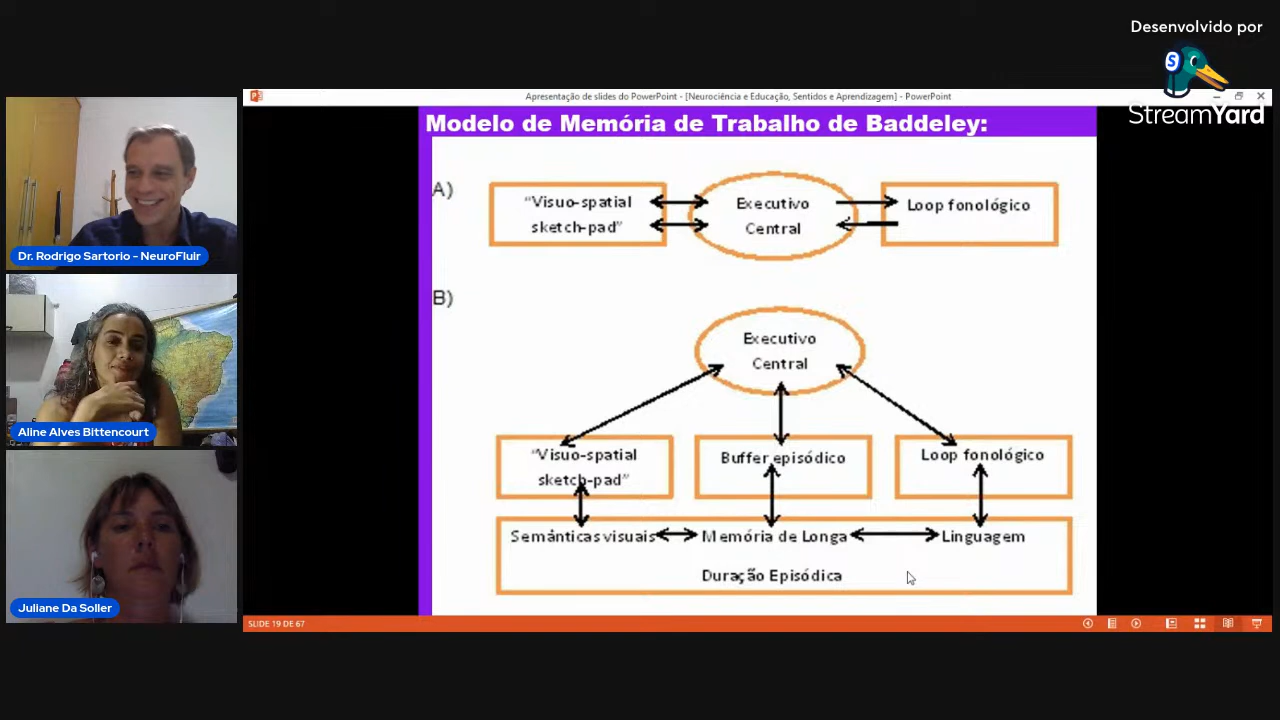 Desenvolvido por
StreamYard
Apresentação de slides do PowerPoint - [Neurociência e Educação, Sentidos e Aprendizagem] - PowerPoint
Modelo de Memória de Trabalho de Baddeley:
A)
"Visuo-spatial
sketch-pad"
Executivo
Central
Loop fonológico
B)
Executivo
Central
"Visuo-spatial
sketch-pad"
Buffer episódico
Loop fonológico
Semânticas visuais
Memória de Longa
Duração Episódica
Linguagem
SLIDE 19 DE 67
Dr. Rodrigo Sartorio - NeuroFluir
Aline Alves Bittencourt
Juliane Da Soller